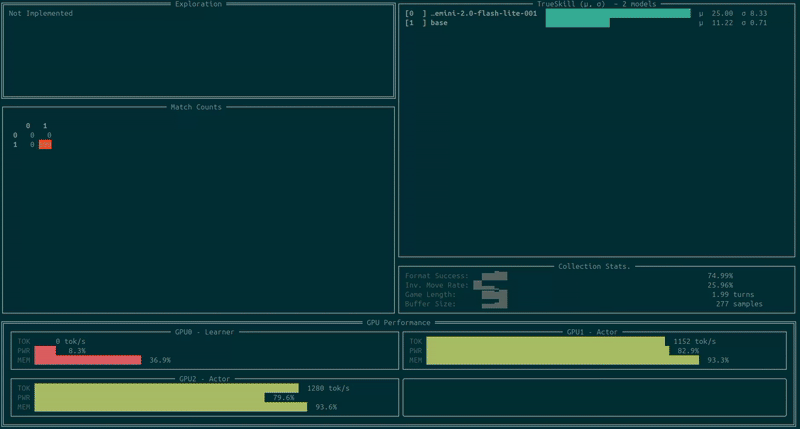 Exploration
Not Implemented
TrueSkill (μ, σ) - 2 models
[0 ] …emini-2.0-flash-lite-001 μ 25.00 σ 8.33
[1 ] base μ 11.22 σ 0.71
Match Counts
0 1
0 0 0
1 0
Collection Stats.
Format Success: 74.99%
Inv. Move Rate: 25.96%
Game Length: 1.99 turns
Buffer Size: 277 samples
GPU Performance
GPU0 - Learner
TOK 0 tok/s
PWR 8.3%
MEM 36.9%
GPU1 - Actor
TOK 1152 tok/s
PWR 82.9%
MEM 93.3%
GPU2 - Actor
TOK 1280 tok/s
PWR 79.6%
MEM 93.6%